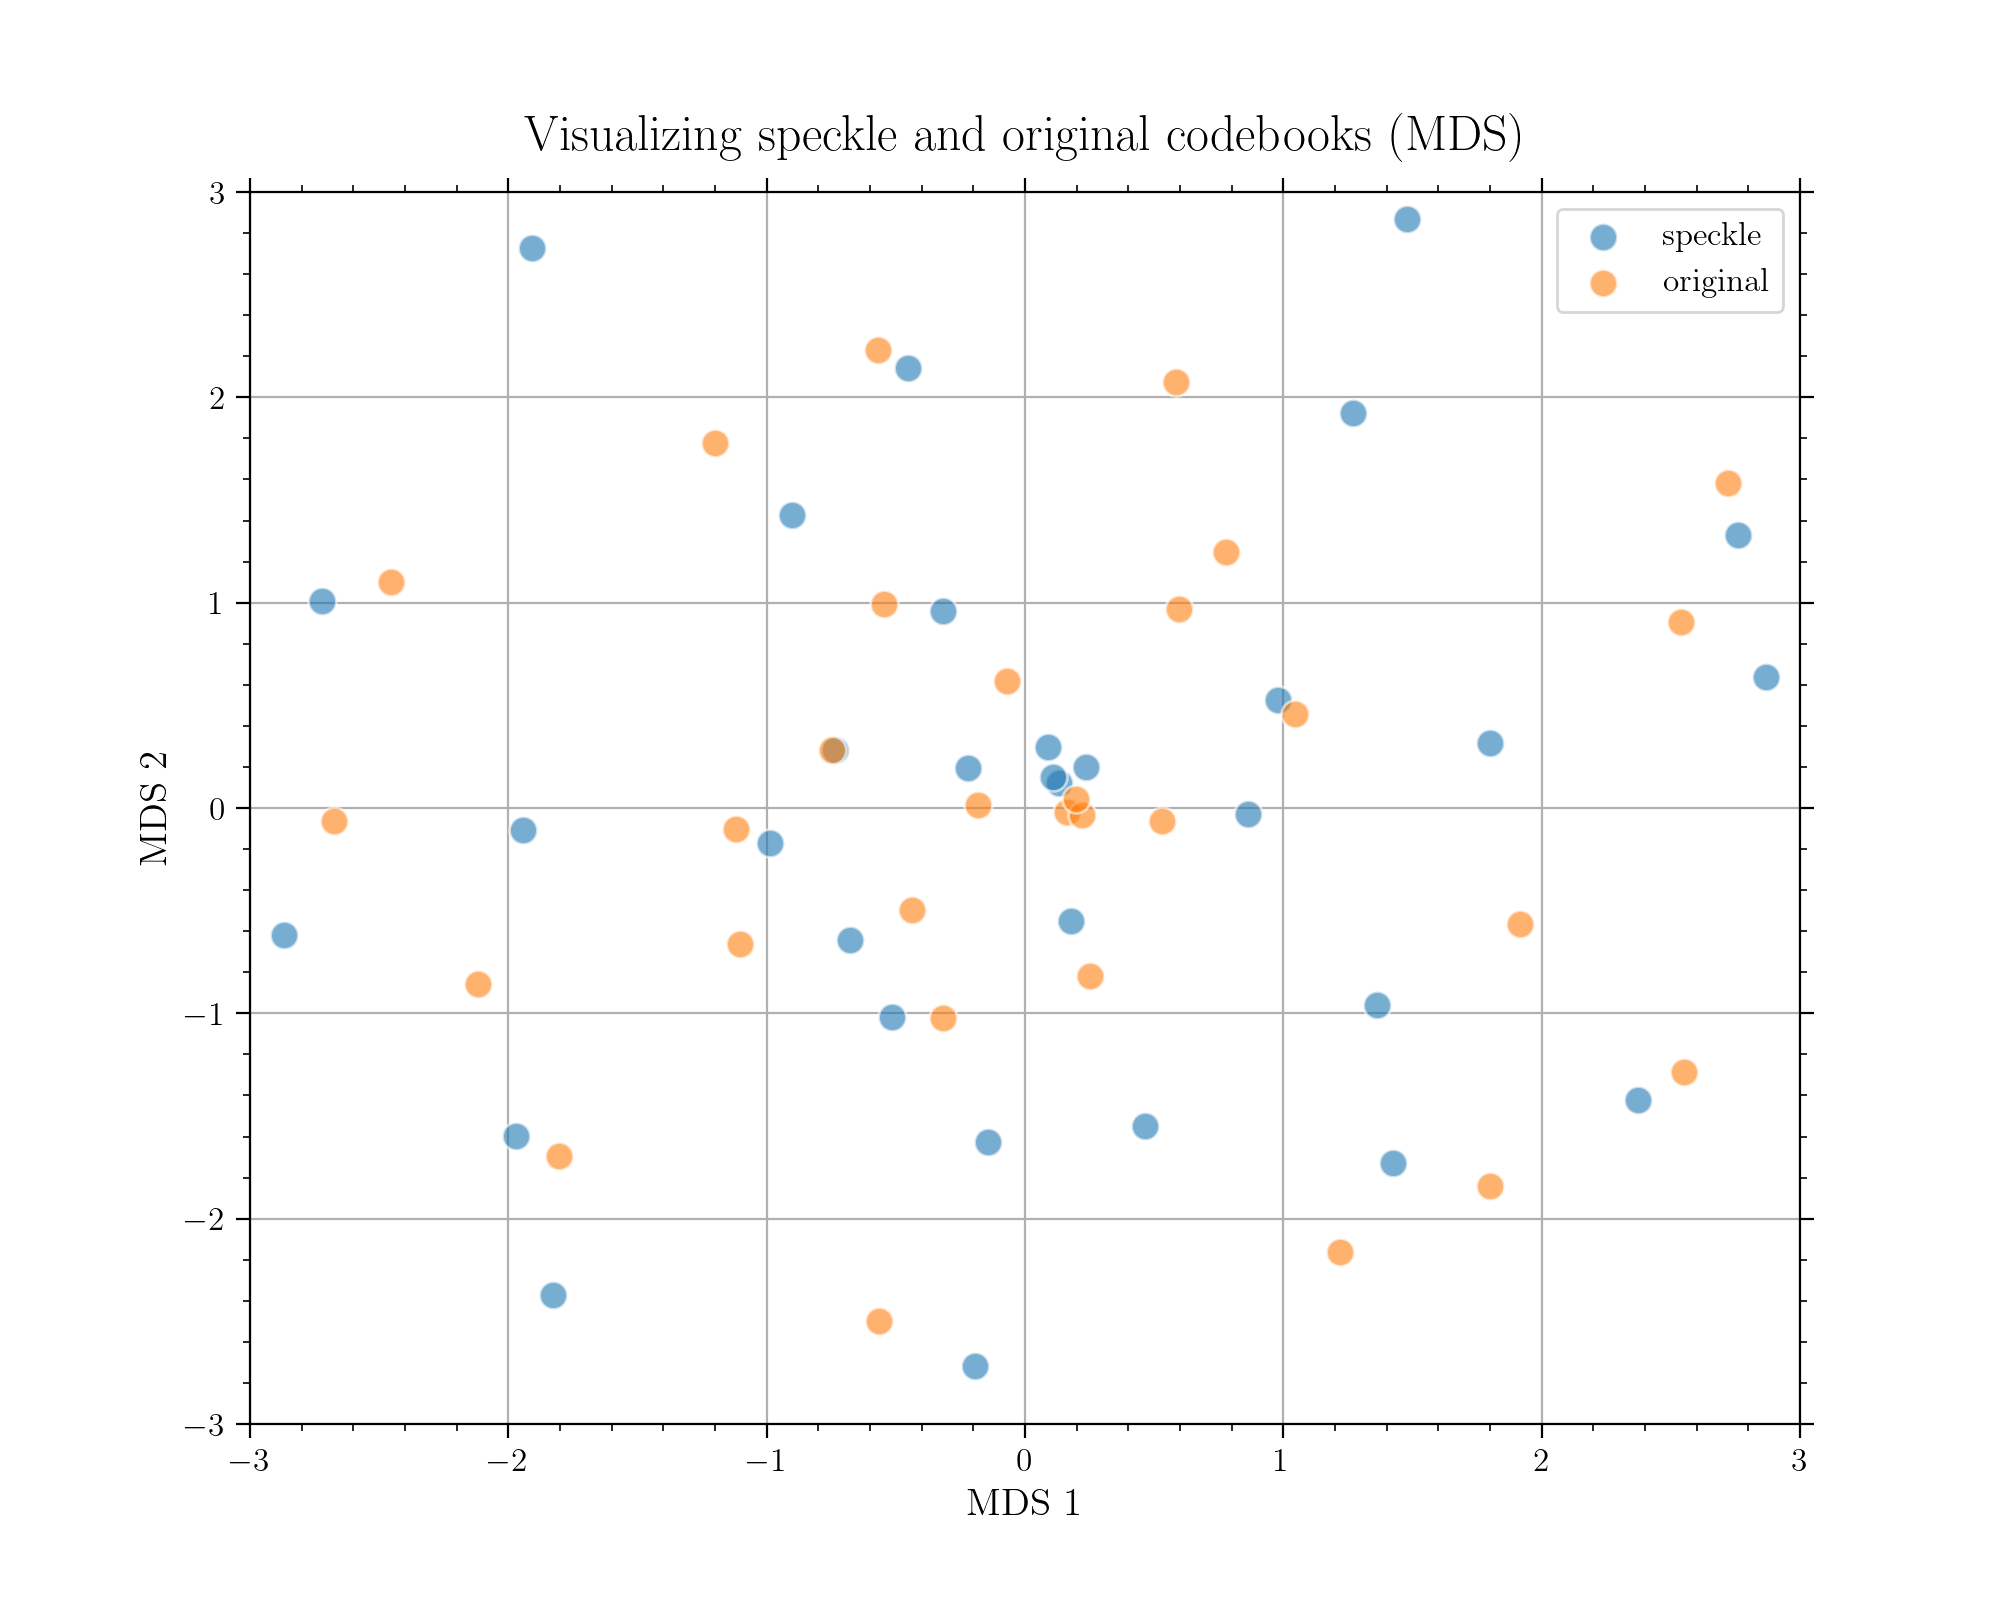 Visualizing speckle and original codebooks (MDS)
speckle
original
3
2
1
0
−1
−2
−3
MDS 2
−3
−2
−1
0
1
2
3
MDS 1